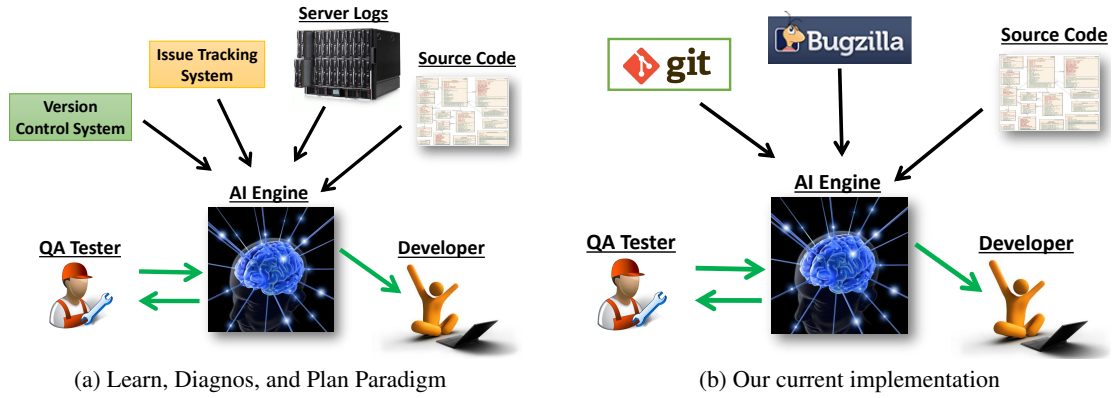 Server Logs
Issue Tracking
System
Source Code
Version
Control System
AI Engine
QA Tester
Developer
(a) Learn, Diagnos, and Plan Paradigm
git
Bugzilla
Source Code
AI Engine
QA Tester
Developer
(b) Our current implementation